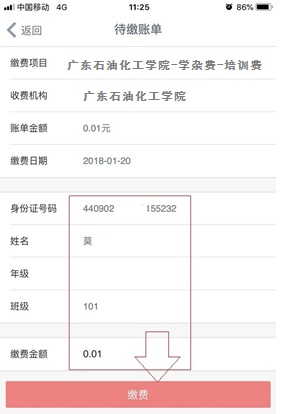 中国移动 4G 11:25 86%
返回 待缴账单
缴费项目 广东石油化工学院-学杂费-培训费
收费机构 广东石油化工学院
账单金额 0.01元
缴费日期 2018-01-20
身份证号码 440902 155232
姓名 莫
年级
班级 101
缴费金额 0.01
缴费